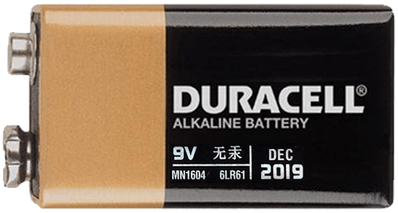 DURACELL®
ALKALINE BATTERY
9V 无汞 DEC
MN1604 6LR61 2019